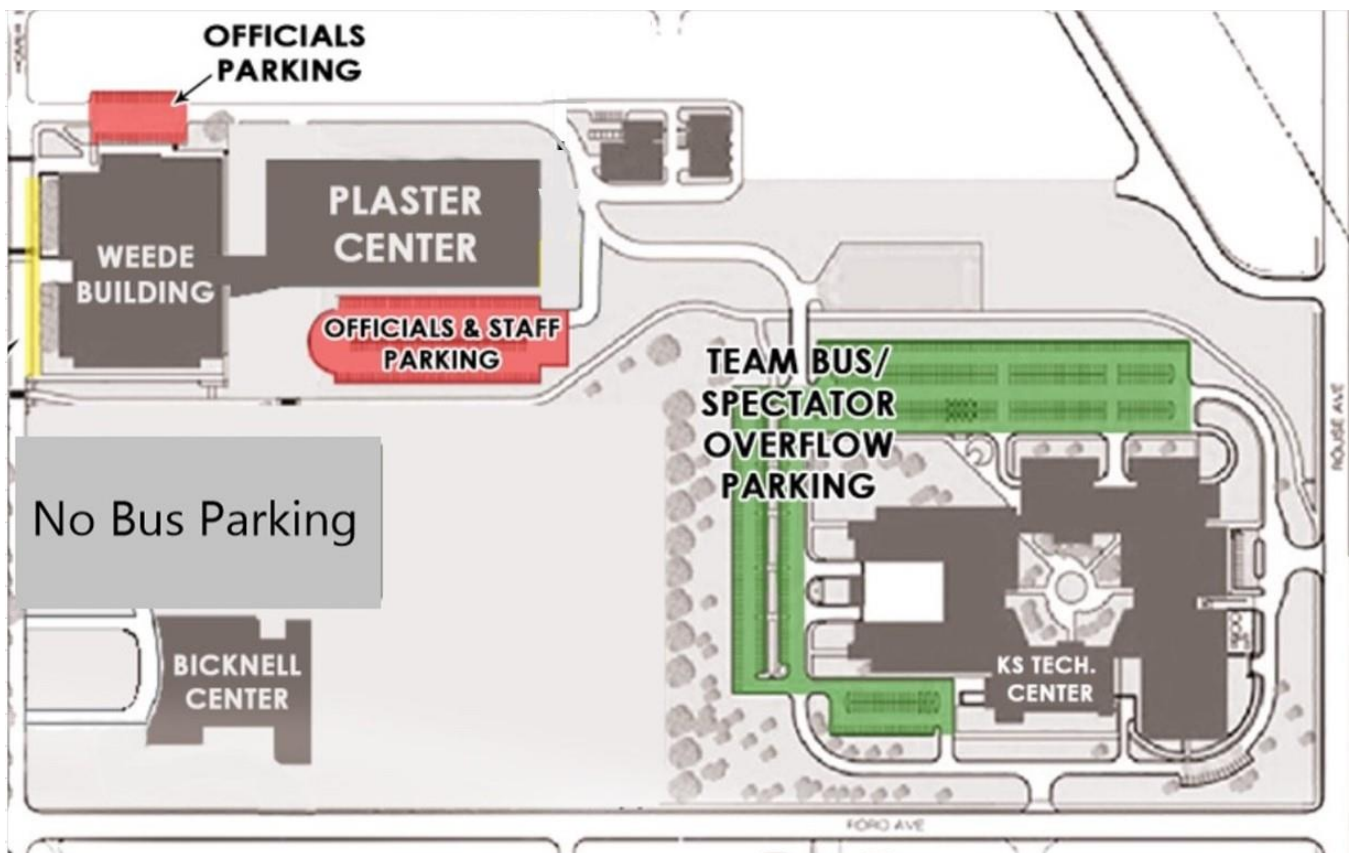 OFFICIALS
PARKING
PLASTER
CENTER
WEEDE
BUILDING
OFFICIALS & STAFF
PARKING
TEAM BUS/
SPECTATOR
OVERFLOW
PARKING
ROUSE AVE
No Bus Parking
BICKNELL
CENTER
KS TECH.
CENTER
FORD AVE